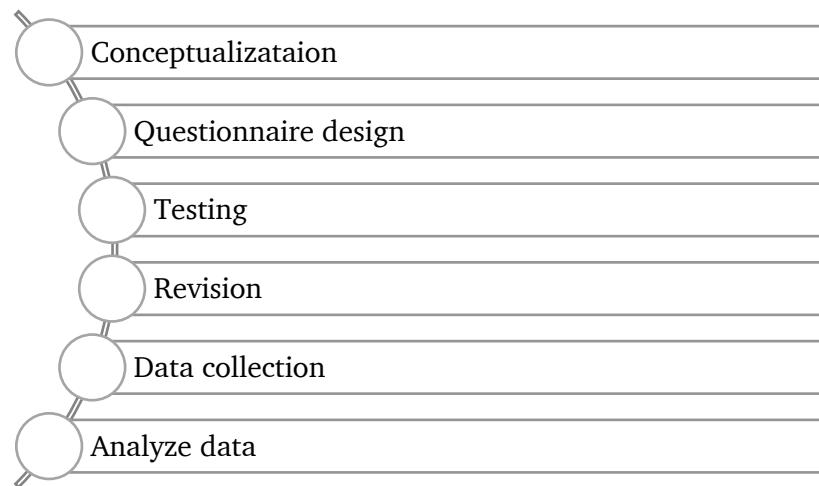 Conceptualizataion
Questionnaire design
Testing
Revision
Data collection
Analyze data